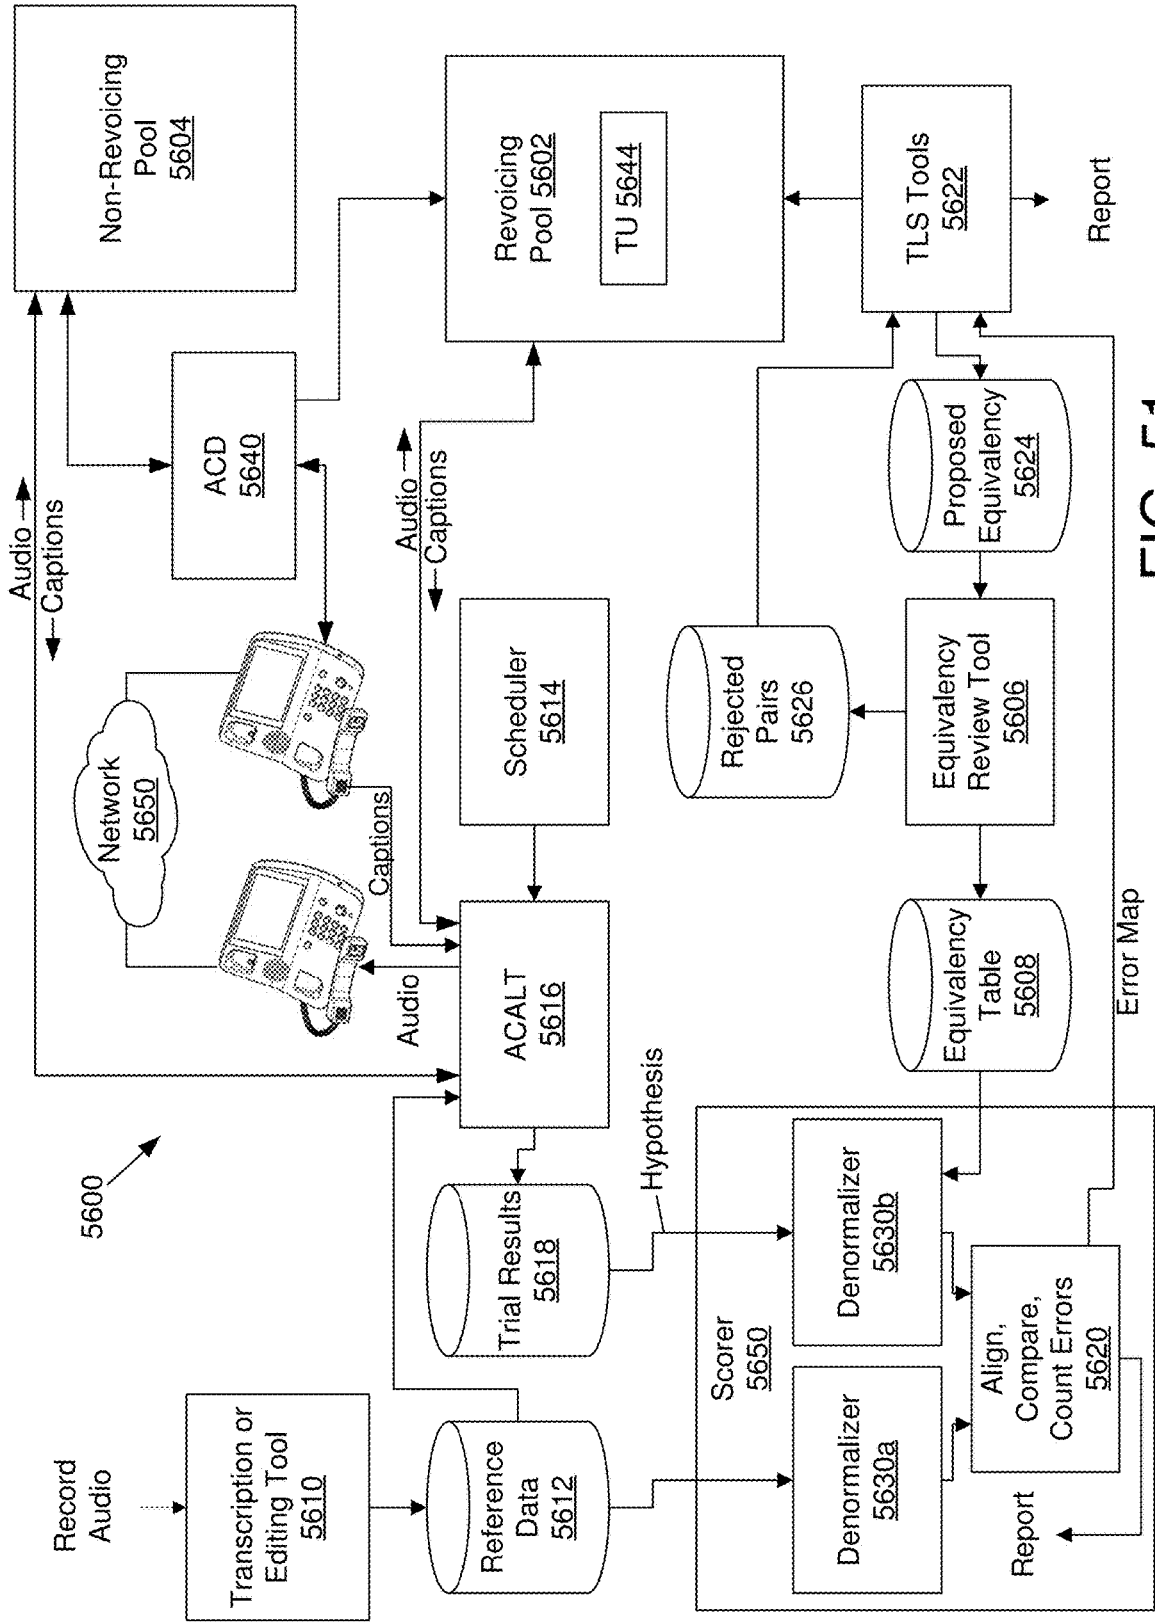 5600
Record
Audio
Transcription or
Editing Tool
5610
Reference
Data
5612
Trial Results
5618
ACALT
5616
Scheduler
5614
Audio
Captions
Network
5650
Audio
Captions
Non-Revoicing
Pool
5604
ACD
5640
Audio
Captions
Revoicing
Pool 5602
TU 5644
Hypothesis
Scorer
5650
Denormalizer
5630a
Denormalizer
5630b
Align,
Compare,
Count Errors
5620
Report
Equivalency
Table
5608
Equivalency
Review Tool
5606
Rejected
Pairs
5626
Proposed
Equivalency
5624
TLS Tools
5622
Report
Error Map